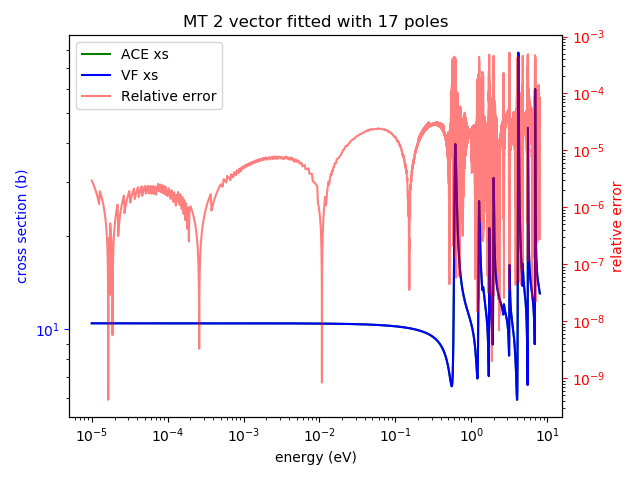 MT 2 vector fitted with 17 poles
ACE xs
VF xs
Relative error
cross section (b)
10¹
10⁻³
10⁻⁴
10⁻⁵
10⁻⁶
10⁻⁷
10⁻⁸
10⁻⁹
relative error
10⁻⁵ 10⁻⁴ 10⁻³ 10⁻² 10⁻¹ 10⁰ 10¹
energy (eV)